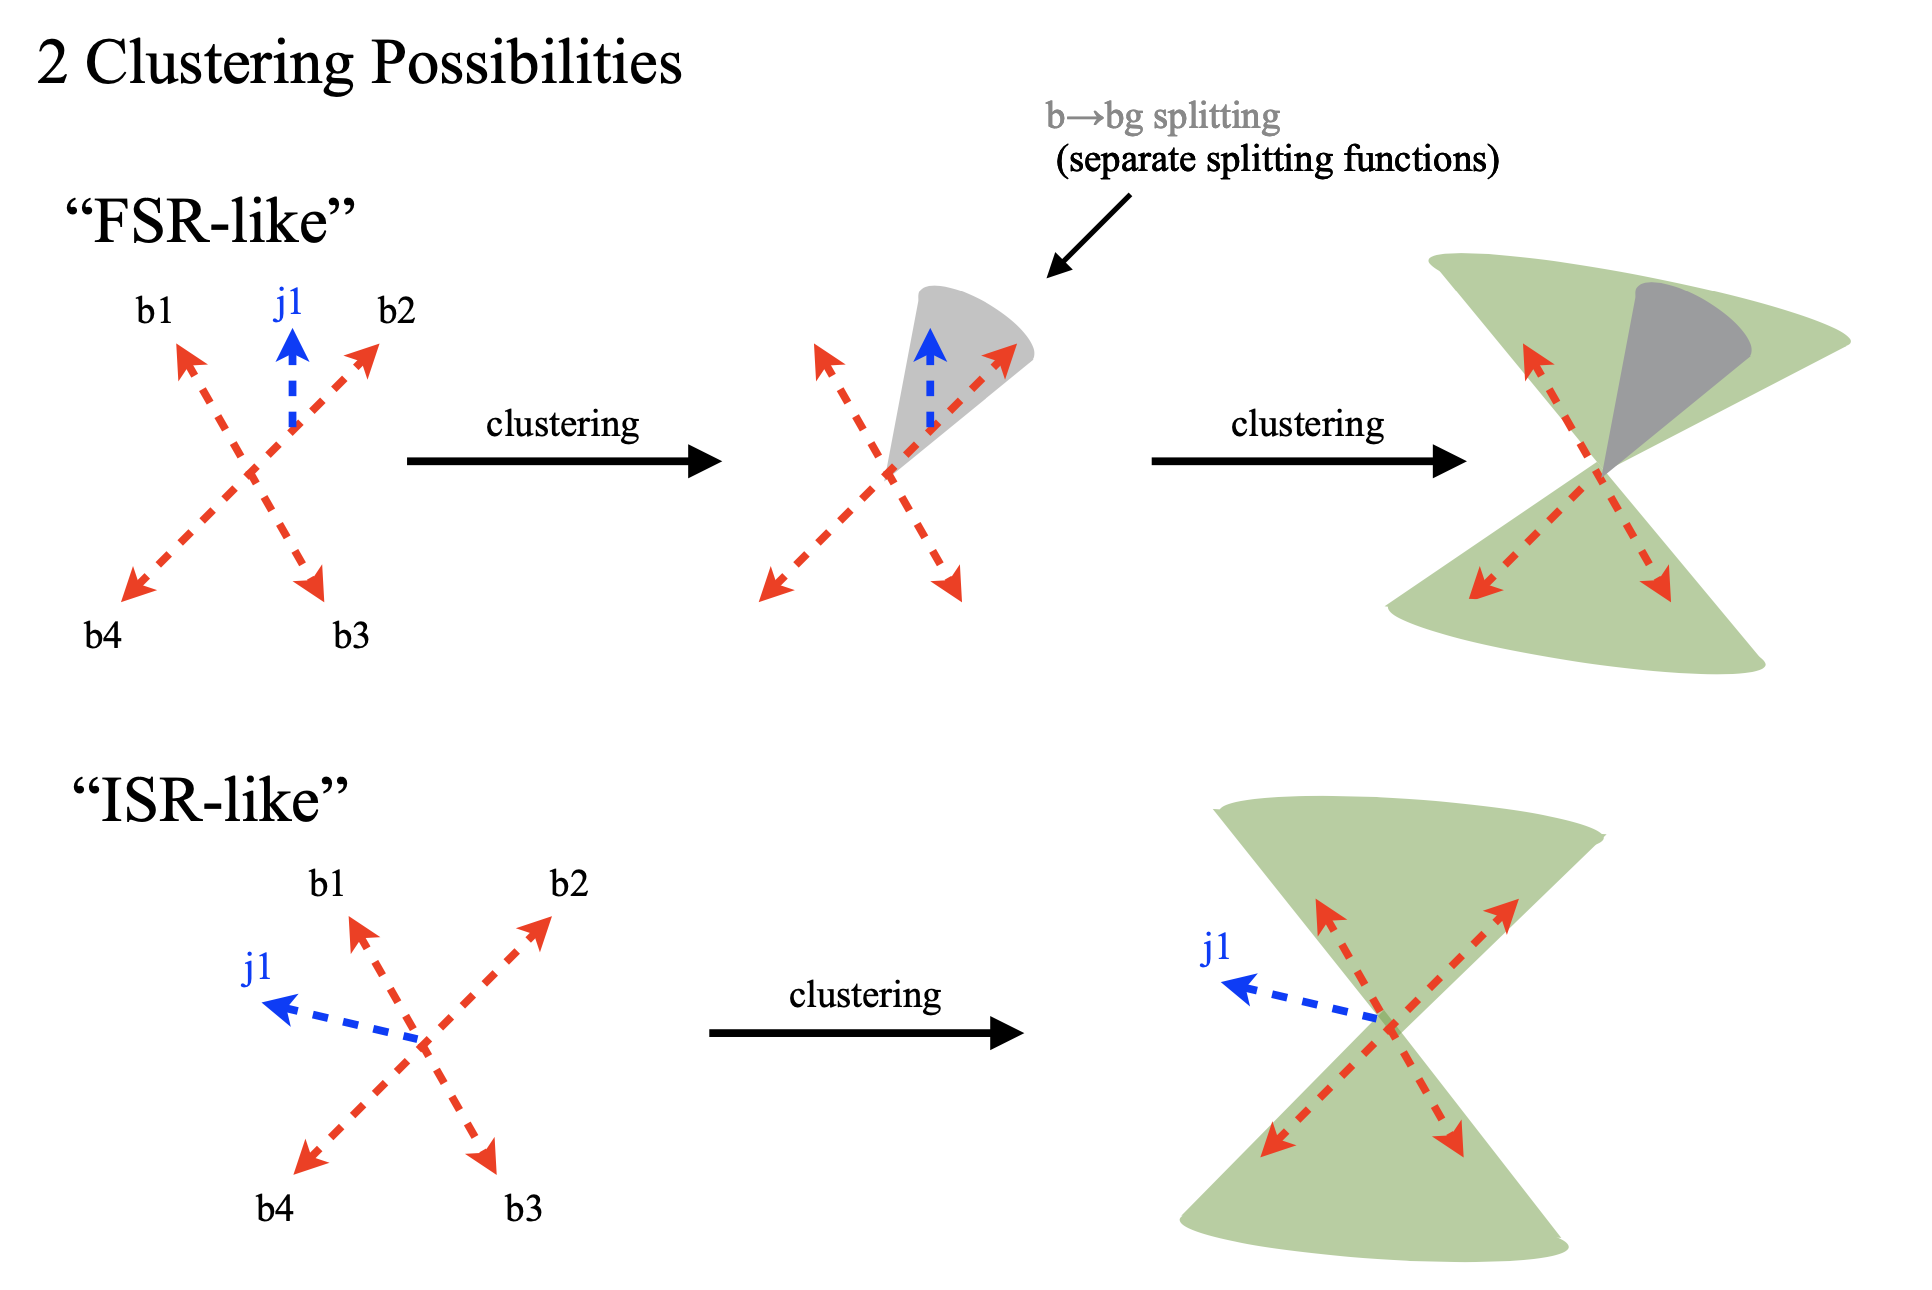 2 Clustering Possibilities
b→bg splitting
(separate splitting functions)
“FSR-like”
b1
j1
b2
clustering
clustering
b4
b3
“ISR-like”
b1
b2
j1
j1
clustering
b4
b3